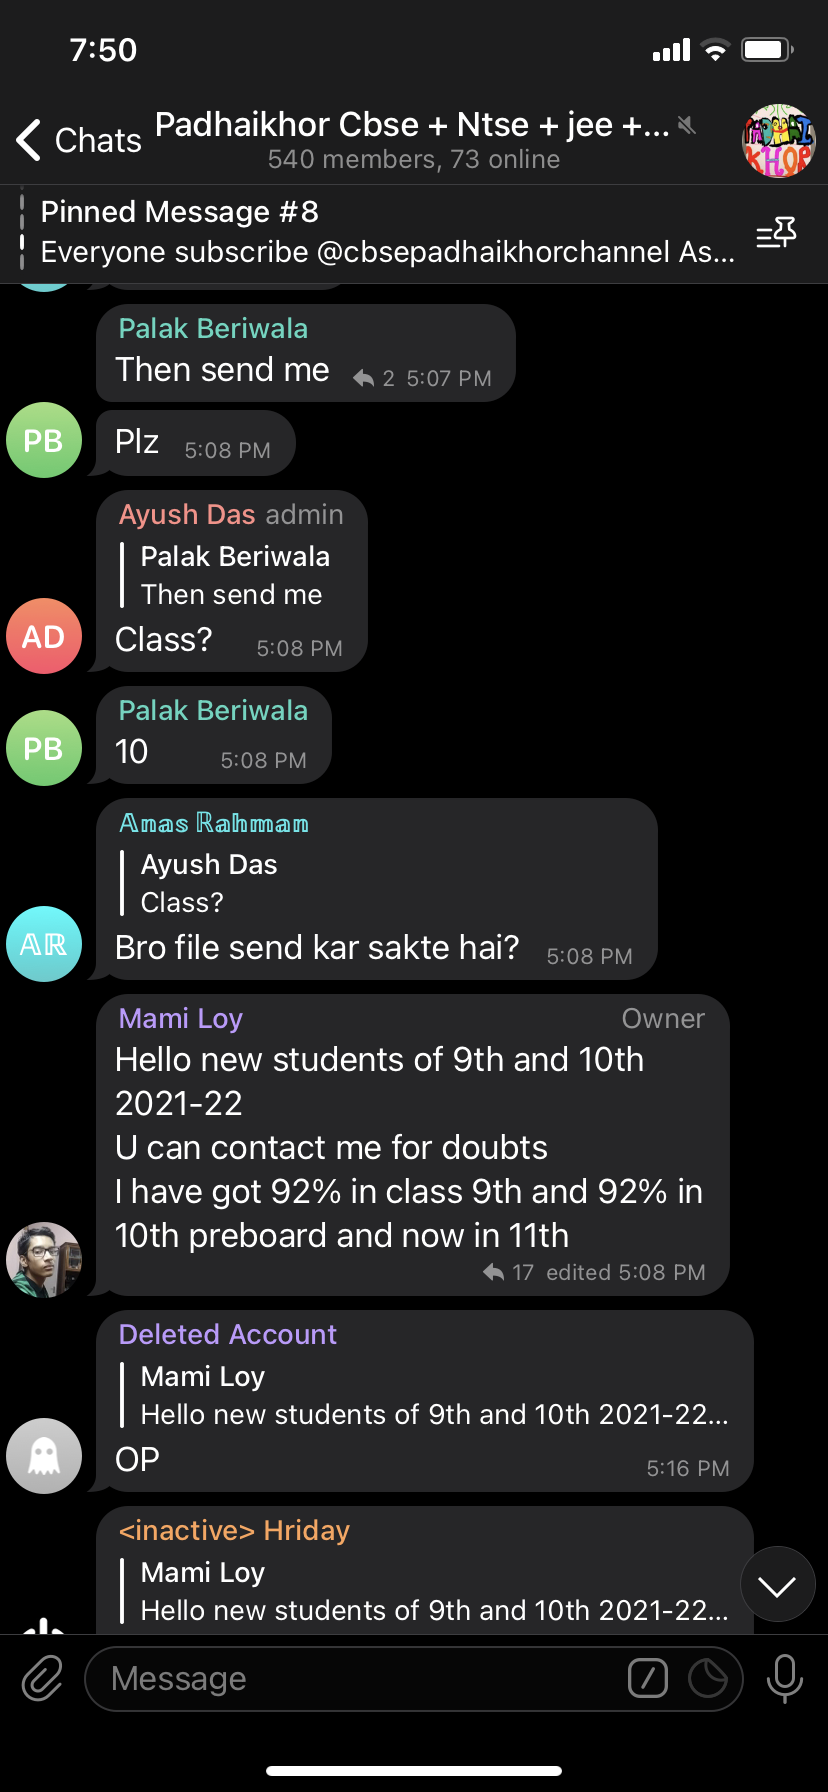 7:50
Chats
Padhaikhor Cbse + Ntse + jee +...
540 members, 73 online
PADHAI
KHOR
Pinned Message #8
Everyone subscribe @cbsepadhaikhorchannel As...
Palak Beriwala
Then send me 2 5:07 PM
PB
Plz 5:08 PM
Ayush Das admin
Palak Beriwala
Then send me
AD
Class? 5:08 PM
Palak Beriwala
PB
10 5:08 PM
𝔸𝕟𝕒𝕤 ℝ𝕒𝕙𝕞𝕒𝕟
Ayush Das
Class?
𝔸ℝ
Bro file send kar sakte hai? 5:08 PM
Mami Loy Owner
Hello new students of 9th and 10th
2021-22
U can contact me for doubts
I have got 92% in class 9th and 92% in
10th preboard and now in 11th
17 edited 5:08 PM
Deleted Account
Mami Loy
Hello new students of 9th and 10th 2021-22...
OP 5:16 PM
<inactive> Hriday
Mami Loy
Hello new students of 9th and 10th 2021-22...
Message